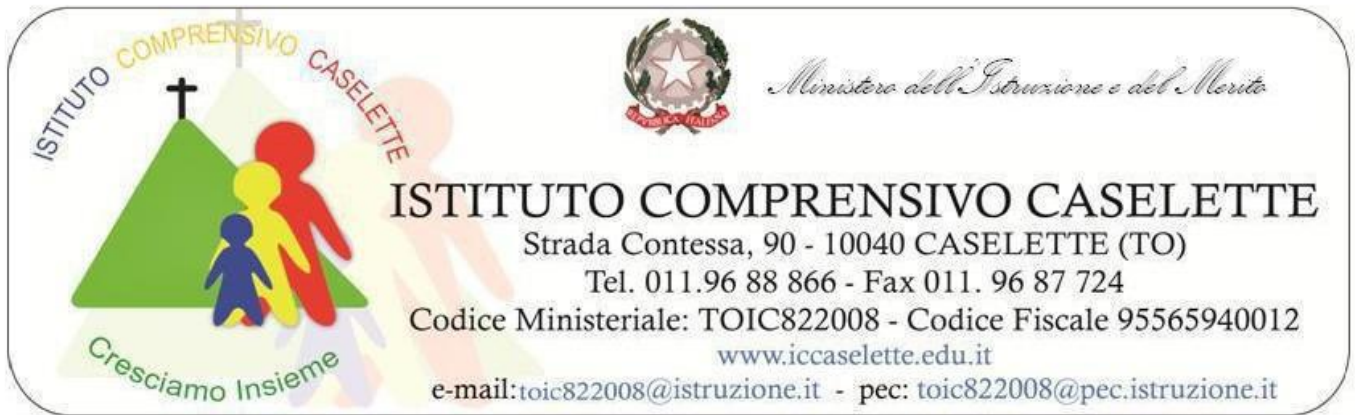 ISTITUTO COMPRENSIVO CASELETTE
Cresciamo Insieme
REPVBBLICA ITALIANA
Ministero dell'Istruzione e del Merito
ISTITUTO COMPRENSIVO CASELETTE
Strada Contessa, 90 - 10040 CASELETTE (TO)
Tel. 011.96 88 866 - Fax 011. 96 87 724
Codice Ministeriale: TOIC822008 - Codice Fiscale 95565940012
www.iccaselette.edu.it
e-mail:toic822008@istruzione.it - pec: toic822008@pec.istruzione.it